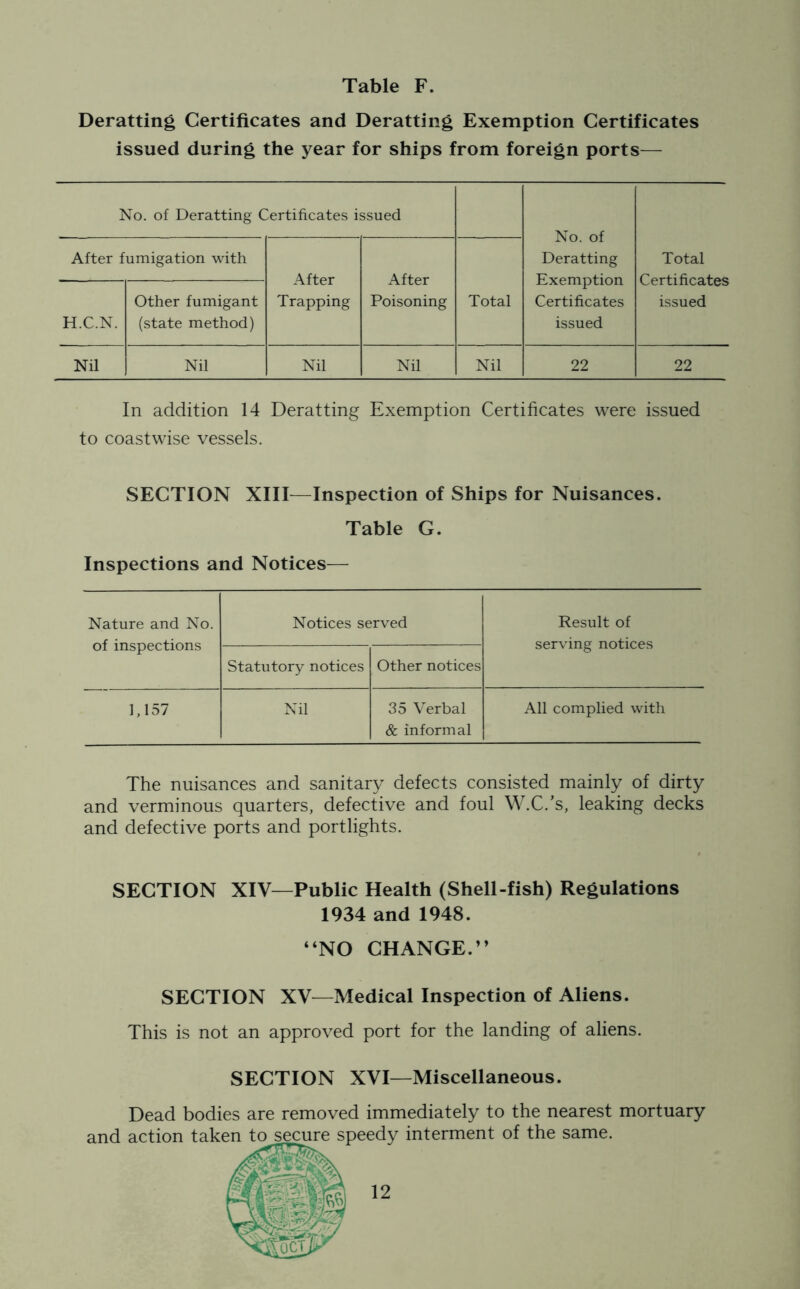 Table F.
Deratting Certificates and Deratting Exemption Certificates
issued during the year for ships from foreign ports—
No. of Deratting Certificates issued
No. of
Deratting
Exemption
Certificates
issued
Total
Certificates
issued
After fumigation with
After
Trapping
After
Poisoning
Total
H.C.N.
Other fumigant
(state method)
Nil Nil Nil Nil Nil 22 22
In addition 14 Deratting Exemption Certificates were issued
to coastwise vessels.
SECTION XIII—Inspection of Ships for Nuisances.
Table G.
Inspections and Notices—
Nature and No.
of inspections
Notices served
Result of
serving notices
Statutory notices Other notices
1,157 Nil 35 Verbal
& informal
All complied with
The nuisances and sanitary defects consisted mainly of dirty
and verminous quarters, defective and foul W.C.'s, leaking decks
and defective ports and portlights.
SECTION XIV—Public Health (Shell-fish) Regulations
1934 and 1948.
“NO CHANGE.”
SECTION XV—Medical Inspection of Aliens.
This is not an approved port for the landing of aliens.
SECTION XVI—Miscellaneous.
Dead bodies are removed immediately to the nearest mortuary
and action taken to secure speedy interment of the same.
66
OCT
12